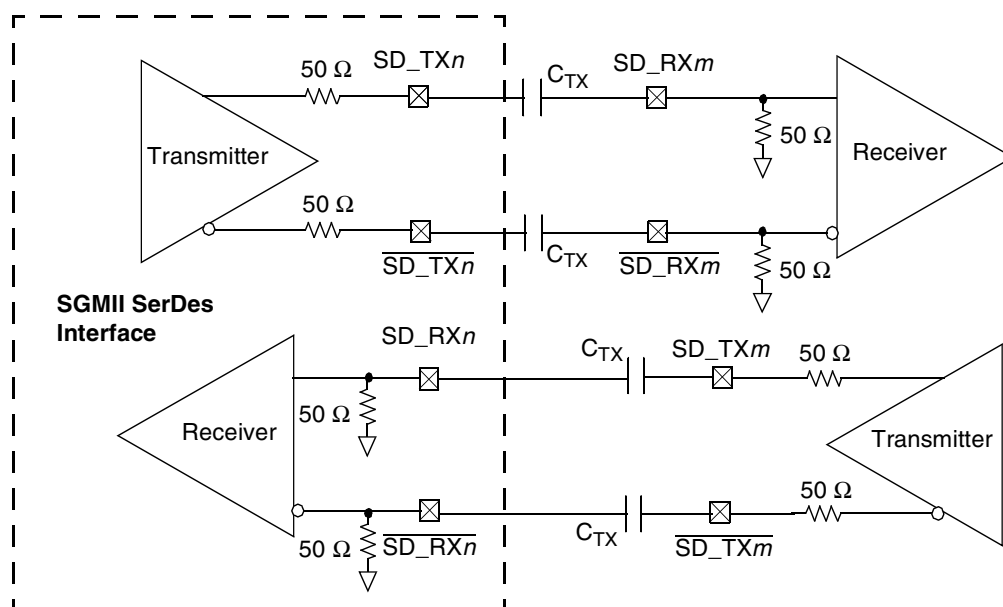 50 Ω
SD_TXn
C_TX
SD_RXm
Transmitter
50 Ω
Receiver
50 Ω
SD_TXn
C_TX
SD_RXm
50 Ω
SGMII SerDes
Interface
SD_RXn
C_TX
SD_TXm
50 Ω
50 Ω
Receiver
Transmitter
50 Ω
50 Ω
SD_RXn
C_TX
SD_TXm